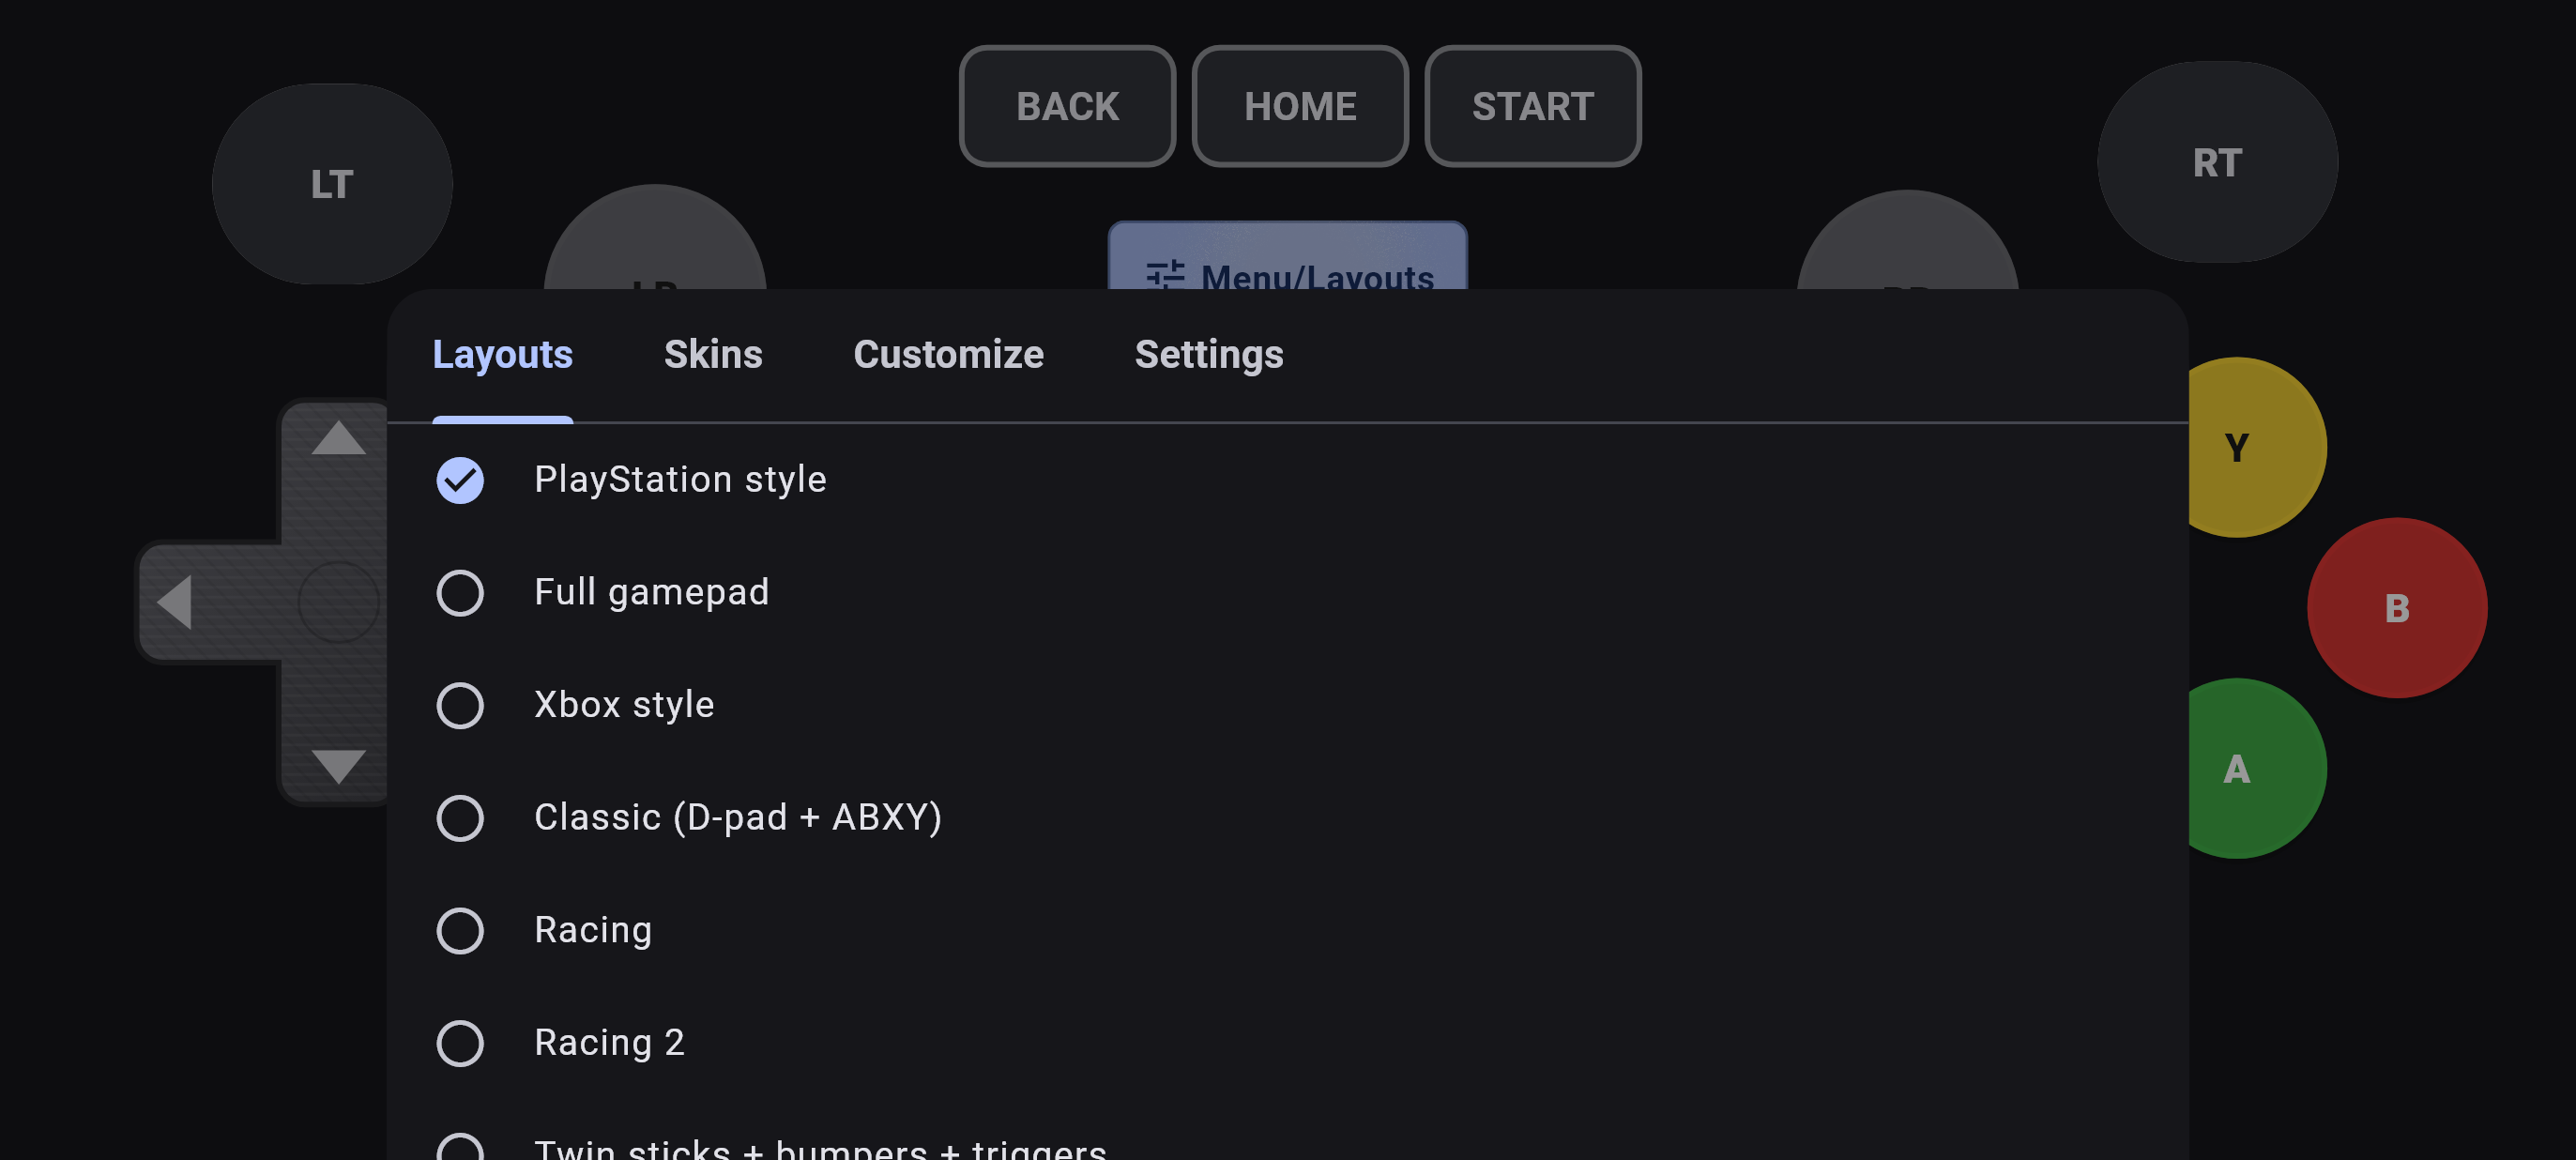 BACK HOME START
LT
RT
Menu/Layouts
Layouts Skins Customize Settings
PlayStation style
Y
Full gamepad
B
Xbox style
A
Classic (D-pad + ABXY)
Racing
Racing 2
Twin sticks + bumpers + triggers